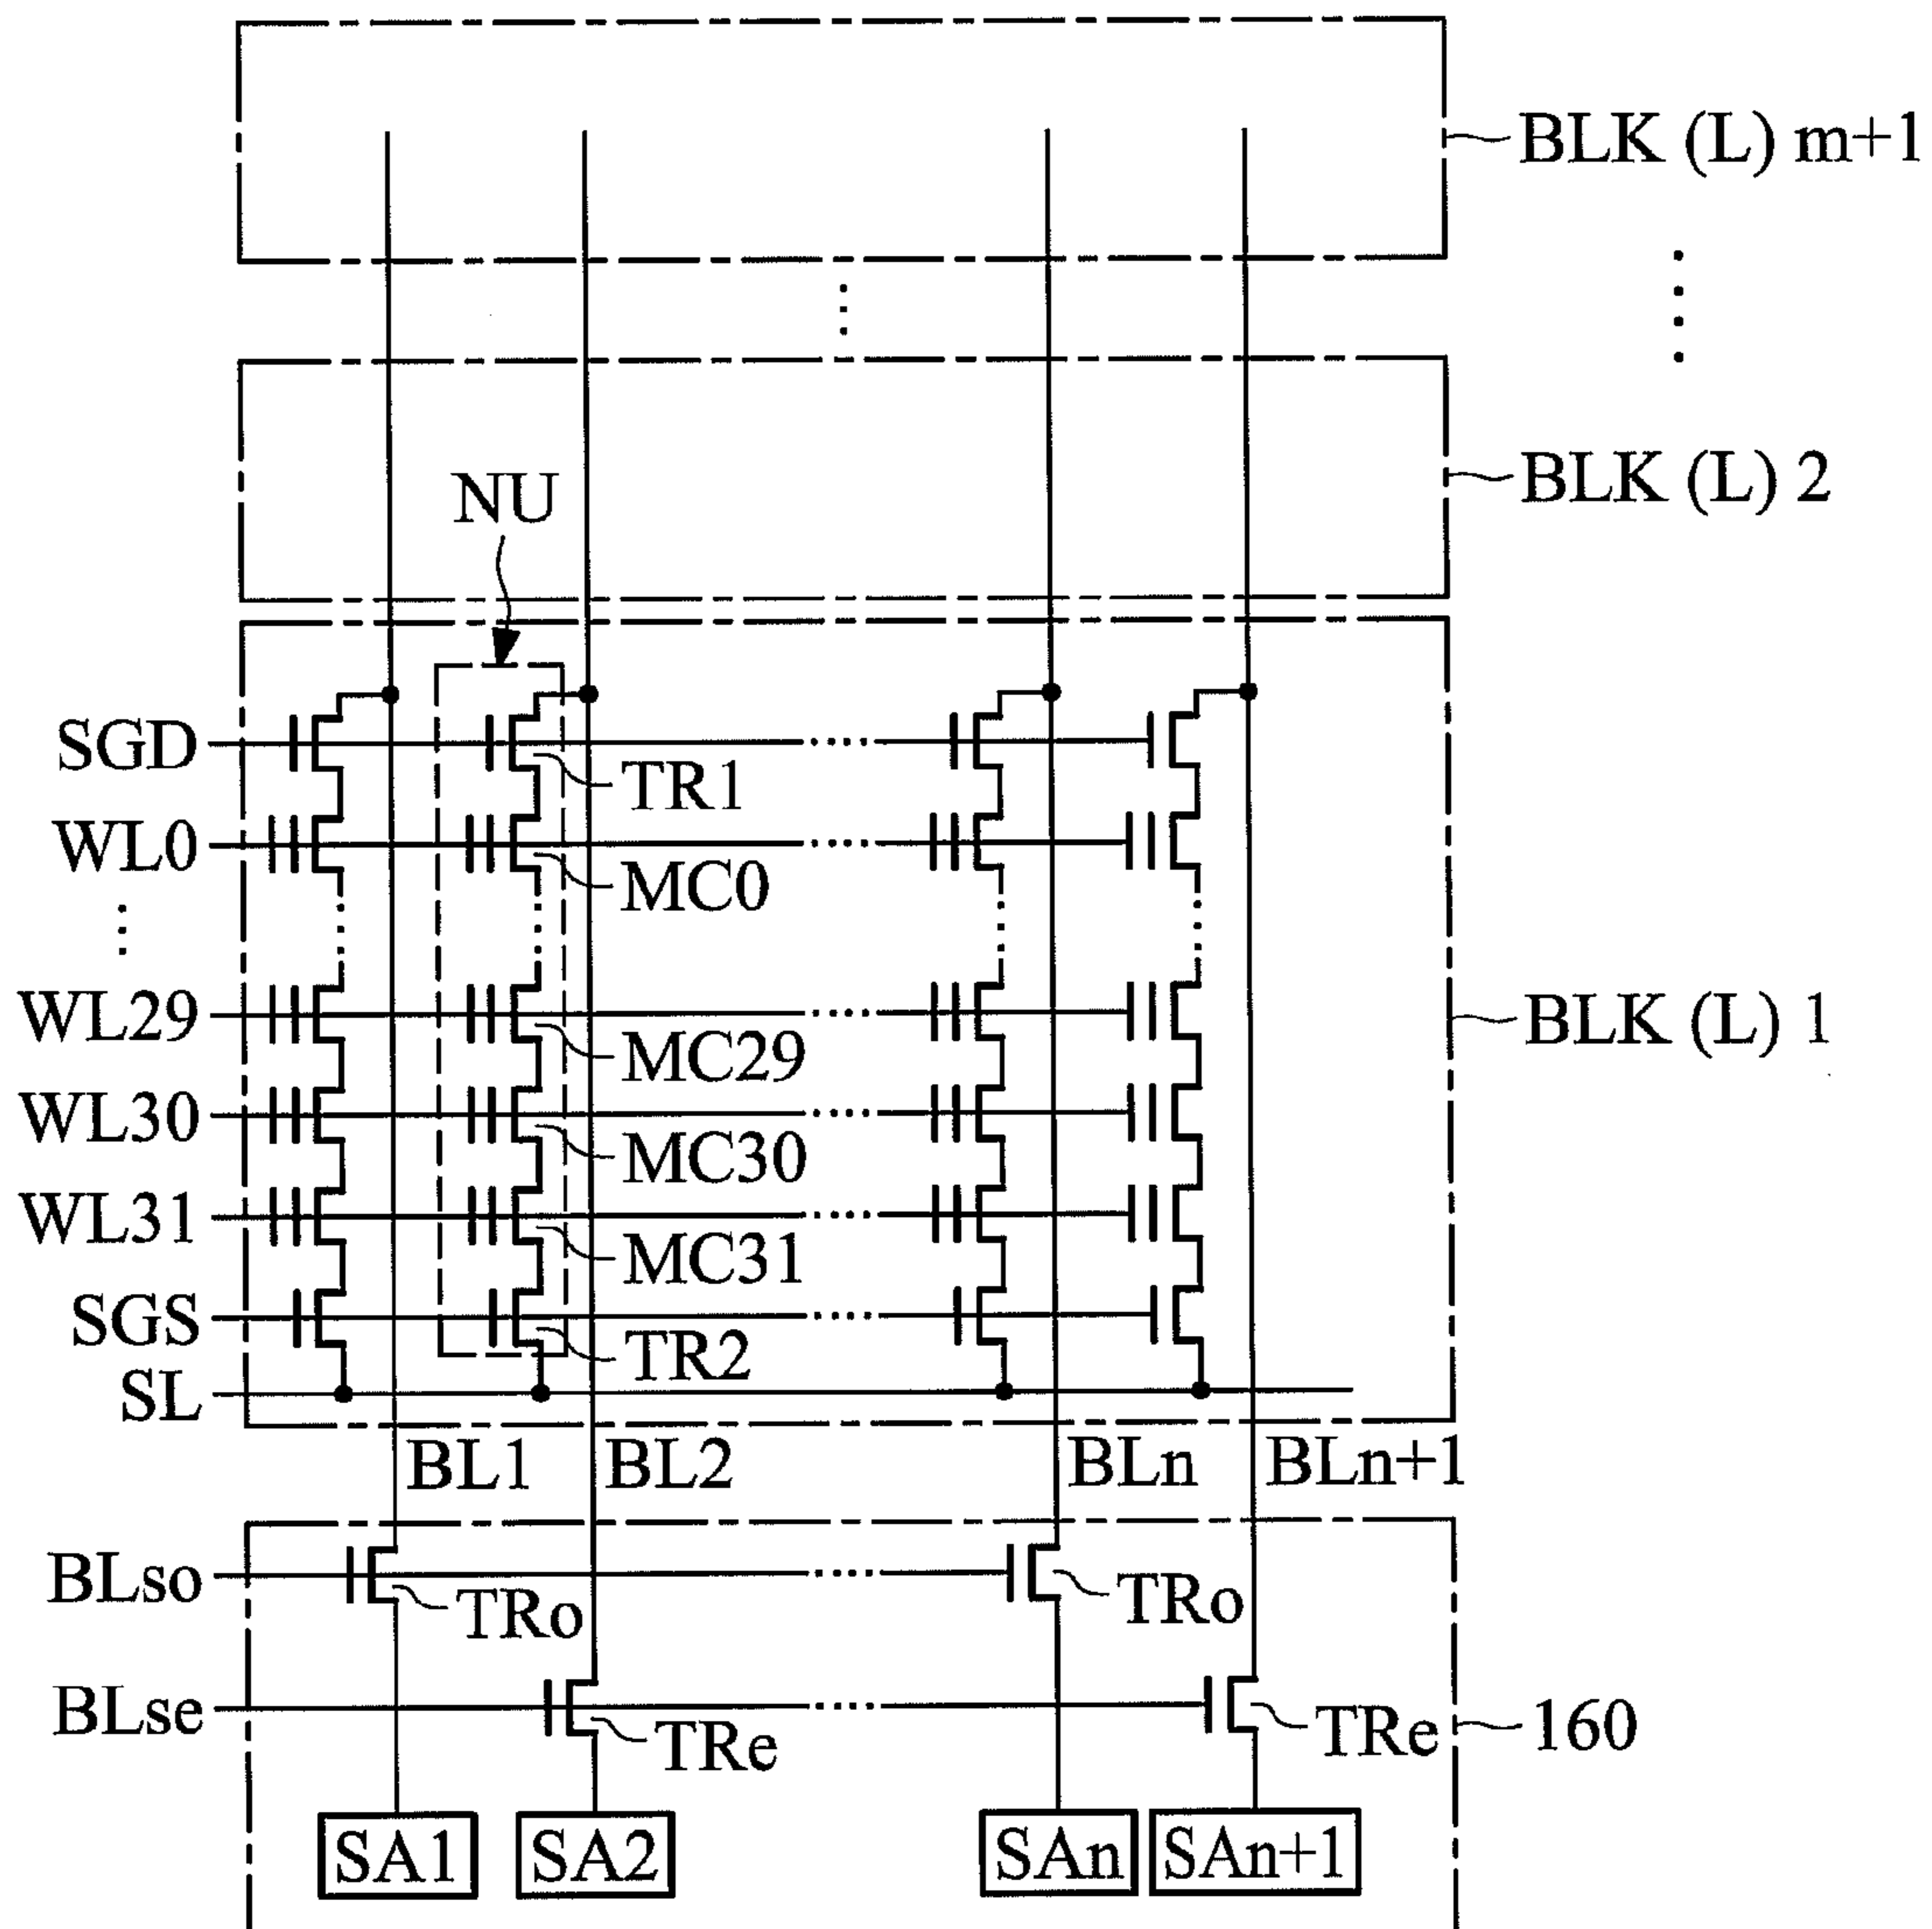 BLK (L) m+1
BLK (L) 2
NU
SGD
TR1
WL0
MC0
WL29
MC29
BLK (L) 1
WL30
MC30
WL31
MC31
SGS
TR2
SL
BL1
BL2
BLn
BLn+1
BLso
TRo
TRo
BLse
TRe
TRe
160
SA1
SA2
SAn
SAn+1